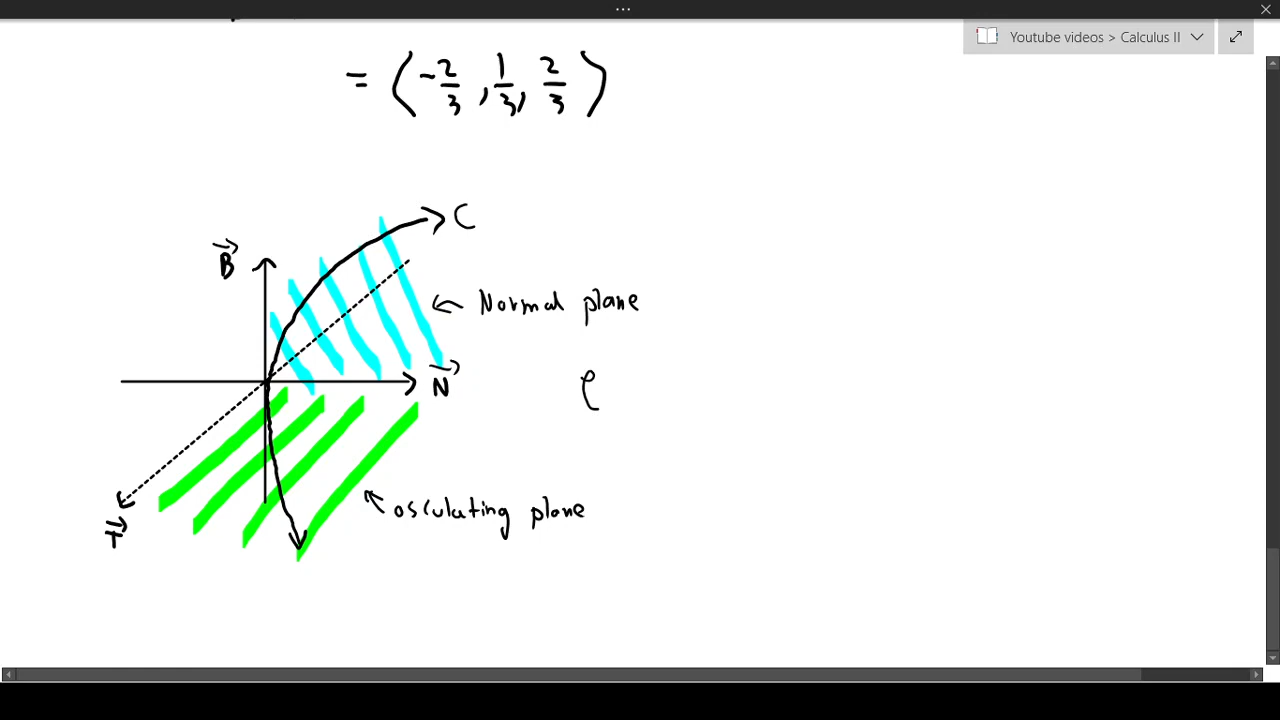 ...
Youtube videos > Calculus II
= ⟨-2/3, 1/3, 2/3⟩
C
B⃗
← Normal plane
N⃗
osculating plane
T⃗